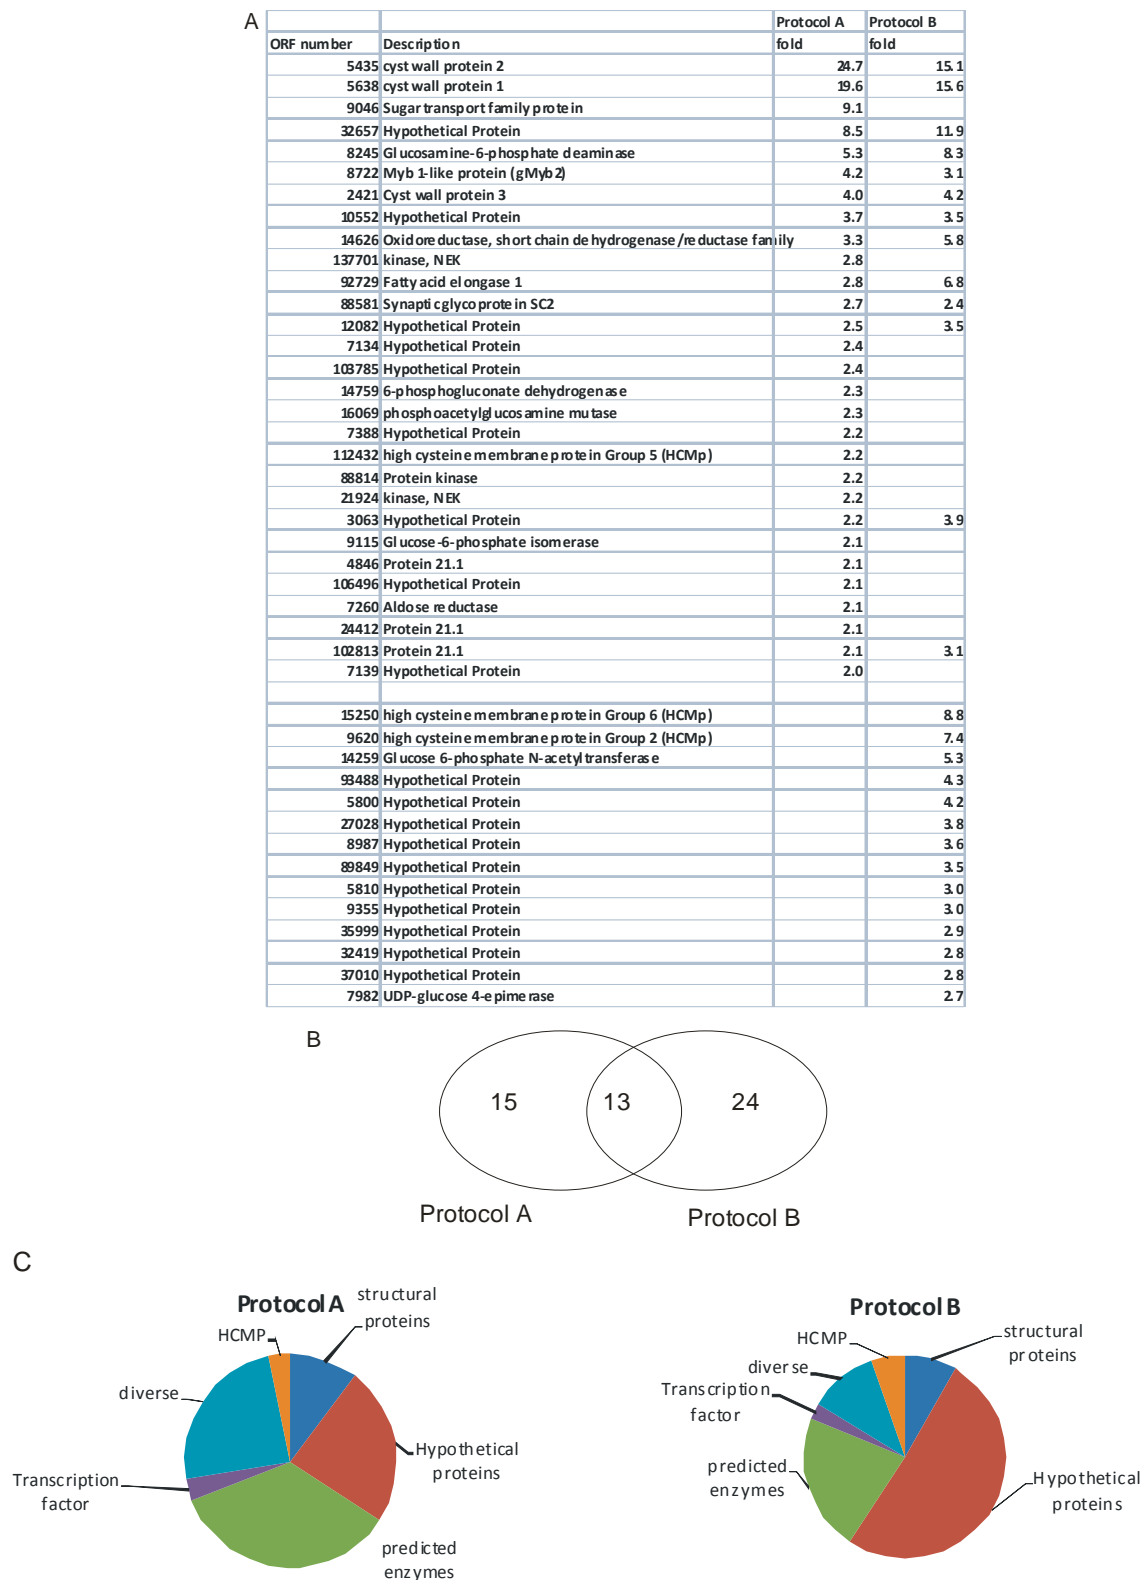 A
Protocol A Protocol B
ORF number Description fold fold
5435 cyst wall protein 2 24.7 15.1
5638 cyst wall protein 1 19.6 15.6
9046 Sugar transport family protein 9.1
32657 Hypothetical Protein 8.5 11.9
8245 Glucosamine-6-phosphate deaminase 5.3 8.3
8722 Myb 1-like protein (gMyb2) 4.2 3.1
2421 Cyst wall protein 3 4.0 4.2
10552 Hypothetical Protein 3.7 3.5
14626 Oxidoreductase, short chain dehydrogenase/reductase family 3.3 5.8
137701 kinase, NEK 2.8
92729 Fatty acid elongase 1 2.8 6.8
88581 Synaptic glycoprotein SC2 2.7 2.4
12082 Hypothetical Protein 2.5 3.5
7134 Hypothetical Protein 2.4
103785 Hypothetical Protein 2.4
14759 6-phosphogluconate dehydrogenase 2.3
16069 phosphoacetylglucosamine mutase 2.3
7388 Hypothetical Protein 2.2
112432 high cysteine membrane protein Group 5 (HCMp) 2.2
88814 Protein kinase 2.2
21924 kinase, NEK 2.2
3063 Hypothetical Protein 2.2 3.9
9115 Glucose-6-phosphate isomerase 2.1
4846 Protein 21.1 2.1
106496 Hypothetical Protein 2.1
7260 Aldose reductase 2.1
24412 Protein 21.1 2.1
102813 Protein 21.1 2.1 3.1
7139 Hypothetical Protein 2.0
15250 high cysteine membrane protein Group 6 (HCMp) 8.8
9620 high cysteine membrane protein Group 2 (HCMp) 7.4
14259 Glucose 6-phosphate N-acetyltransferase 5.3
93488 Hypothetical Protein 4.3
5800 Hypothetical Protein 4.2
27028 Hypothetical Protein 3.8
8987 Hypothetical Protein 3.6
89849 Hypothetical Protein 3.5
5810 Hypothetical Protein 3.0
9355 Hypothetical Protein 3.0
35999 Hypothetical Protein 2.9
32419 Hypothetical Protein 2.8
37010 Hypothetical Protein 2.8
7982 UDP-glucose 4-epimerase 2.7
B
15 13 24
Protocol A Protocol B
C
Protocol A
structural
proteins
HCMP
diverse
Hypothetical
proteins
Transcription
factor
predicted
enzymes
Protocol B
HCMP
structural
proteins
diverse
Transcription
factor
predicted
enzymes
Hypothetical
proteins